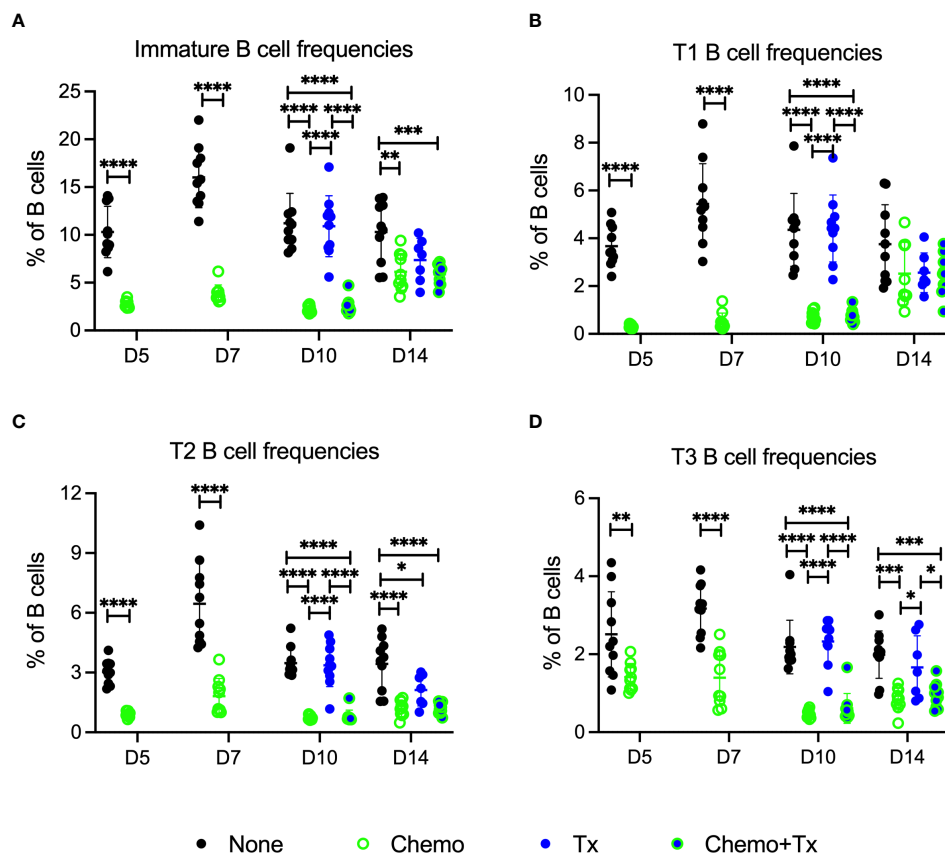 A
Immature B cell frequencies
% of B cells
25
20
15
10
5
0
**** **** **** **** **** **** *** **
D5 D7 D10 D14
B
T1 B cell frequencies
% of B cells
10
8
6
4
2
0
**** **** **** **** **** ****
D5 D7 D10 D14
C
T2 B cell frequencies
% of B cells
12
9
6
3
0
**** **** **** **** **** **** **** * ****
D5 D7 D10 D14
D
T3 B cell frequencies
% of B cells
6
4
2
0
** **** **** **** **** **** *** *** * *
D5 D7 D10 D14
None Chemo Tx Chemo+Tx